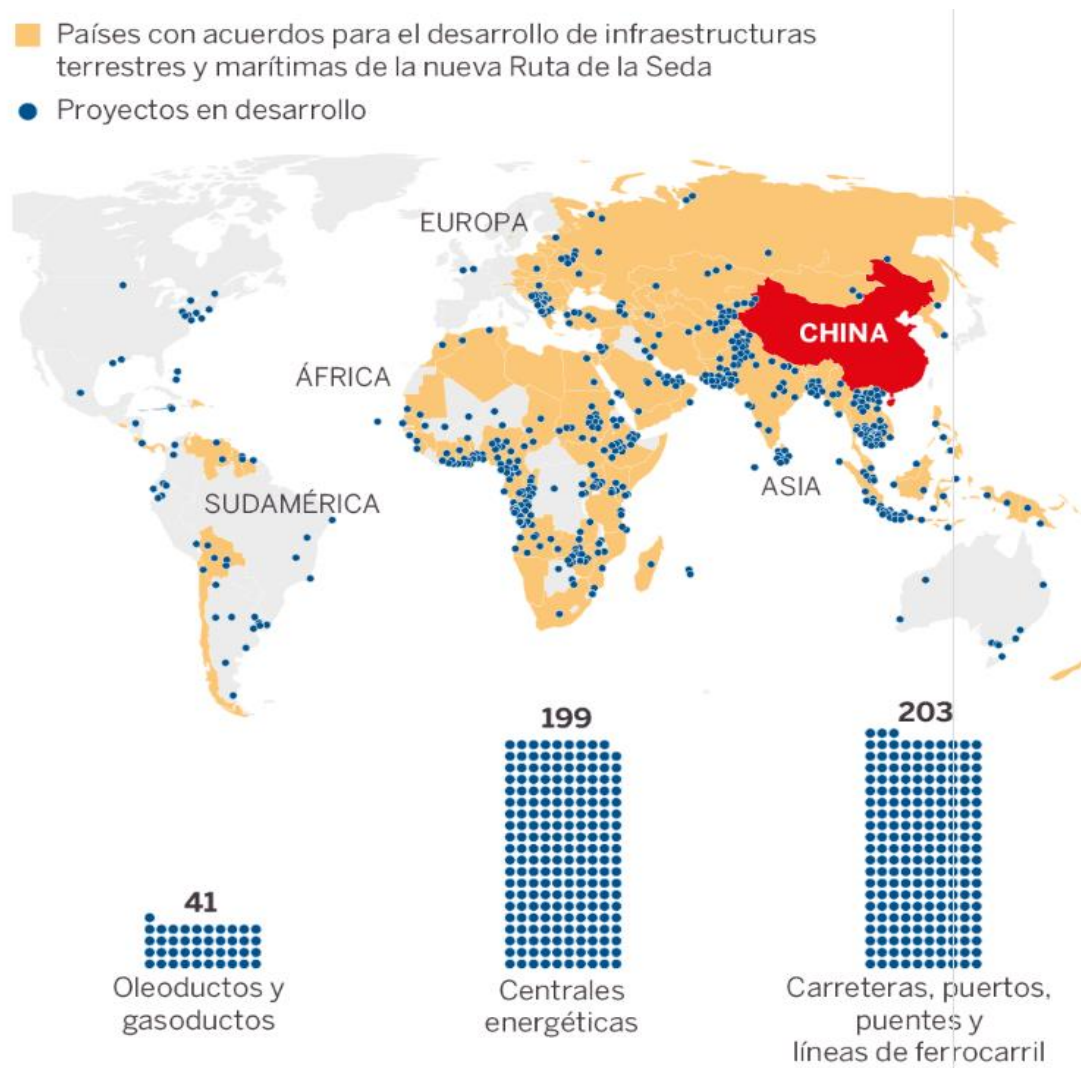 Países con acuerdos para el desarrollo de infraestructuras
terrestres y marítimas de la nueva Ruta de la Seda
Proyectos en desarrollo
EUROPA
CHINA
ÁFRICA
ASIA
SUDAMÉRICA
199
203
41
Oleoductos y
gasoductos
Centrales
energéticas
Carreteras, puertos,
puentes y
líneas de ferrocarril